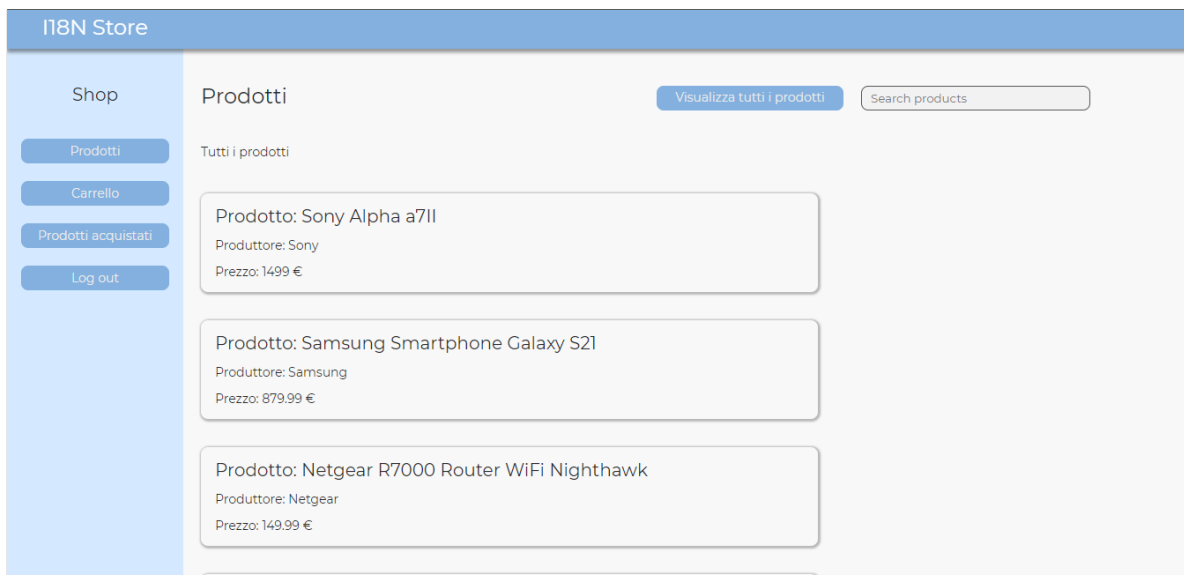 I18N Store
Shop
Prodotti
Carrello
Prodotti acquistati
Log out
Prodotti
Visualizza tutti i prodotti
Search products
Tutti i prodotti
Prodotto: Sony Alpha a7II
Produttore: Sony
Prezzo: 1499 €
Prodotto: Samsung Smartphone Galaxy S21
Produttore: Samsung
Prezzo: 879.99 €
Prodotto: Netgear R7000 Router WiFi Nighthawk
Produttore: Netgear
Prezzo: 149.99 €